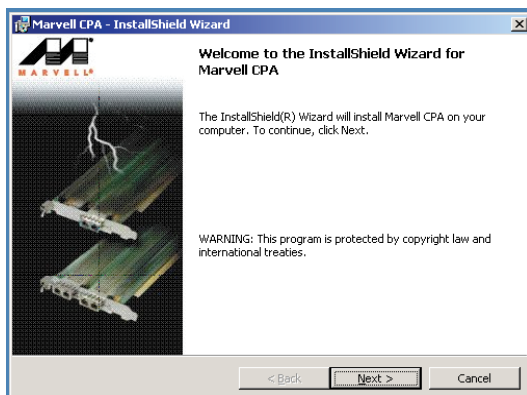 Marvell CPA - InstallShield Wizard
MARVELL®
Welcome to the InstallShield Wizard for
Marvell CPA
The InstallShield(R) Wizard will install Marvell CPA on your
computer. To continue, click Next.
WARNING: This program is protected by copyright law and
international treaties.
< Back
Next >
Cancel